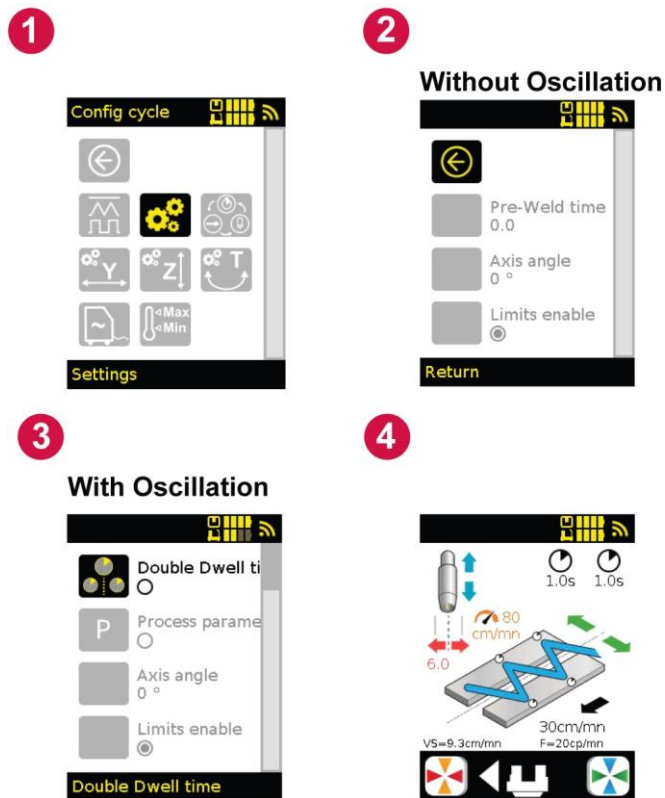 1
Config cycle
Y
Z
T
Max
Min
Settings
2
Without Oscillation
Pre-Weld time
0.0
Axis angle
0 °
Limits enable
Return
3
With Oscillation
Double Dwell ti
P
Process parame
Axis angle
0 °
Limits enable
Double Dwell time
4
1.0s 1.0s
80
cm/mn
6.0
30cm/mn
VS=9.3cm/mn F=20cp/mn